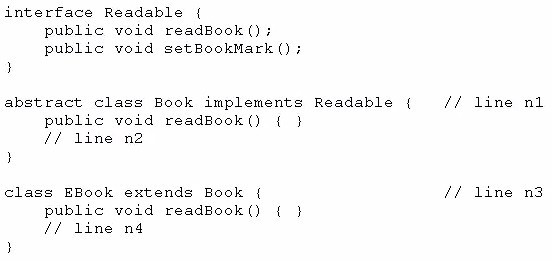 interface Readable {
    public void readBook();
    public void setBookMark();
}

abstract class Book implements Readable {   // line n1
    public void readBook() { }
    // line n2
}

class EBook extends Book {                  // line n3
    public void readBook() { }
    // line n4
}